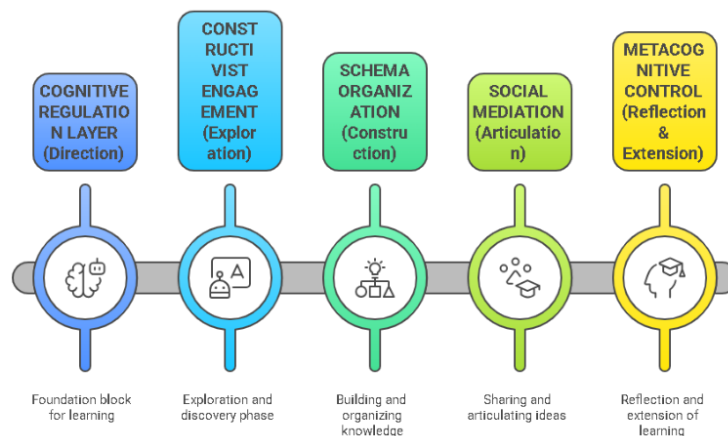 COGNITIVE
REGULATIO
N LAYER
(Direction)
CONST
RUCTI
VIST
ENGAG
EMENT
(Explor
ation)
SCHEMA
ORGANIZ
ATION
(Constru
ction)
SOCIAL
MEDIATION
(Articulatio
n)
METACOG
NITIVE
CONTROL
(Reflection
&
Extension)
A
Foundation block
for learning
Exploration and
discovery phase
Building and
organizing
knowledge
Sharing and
articulating ideas
Reflection and
extension of
learning